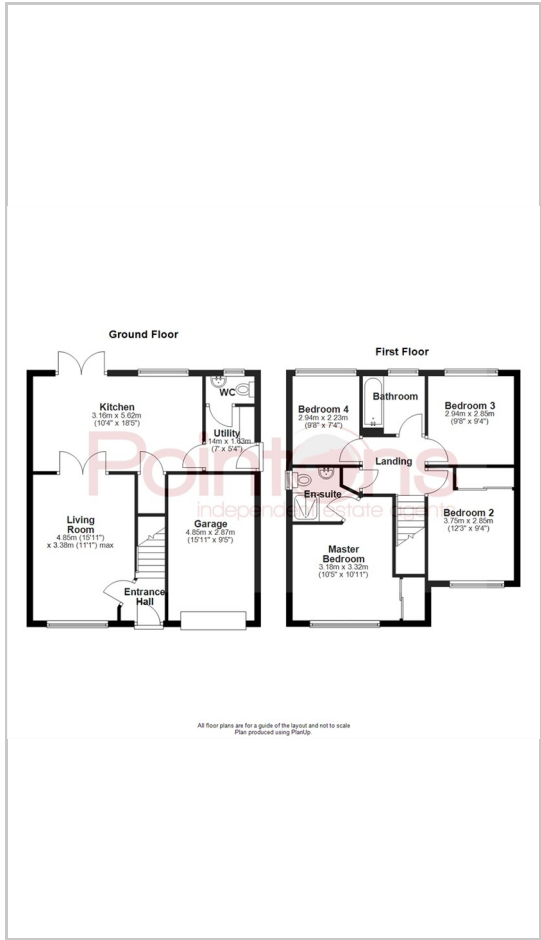 Ground Floor
Kitchen
3.16m x 5.62m
(10'4" x 18'5")
WC
Utility
14m x 1.63m
(7' x 5'4")
Living
Room
4.85m (15'11")
x 3.38m (11'1") max
Garage
4.85m x 2.87m
(15'11" x 9'5")
Entrance
Hall
First Floor
Bedroom 4
2.94m x 2.23m
(9'8" x 7'4")
Bathroom
Bedroom 3
2.94m x 2.85m
(9'8" x 9'4")
Landing
En-suite
Bedroom 2
3.75m x 2.85m
(12'3" x 9'4")
Master
Bedroom
3.18m x 3.32m
(10'5" x 10'11")
Pointons
independent estate agents
All floor plans are for a guide of the layout and not to scale
Plan produced using PlanUp.